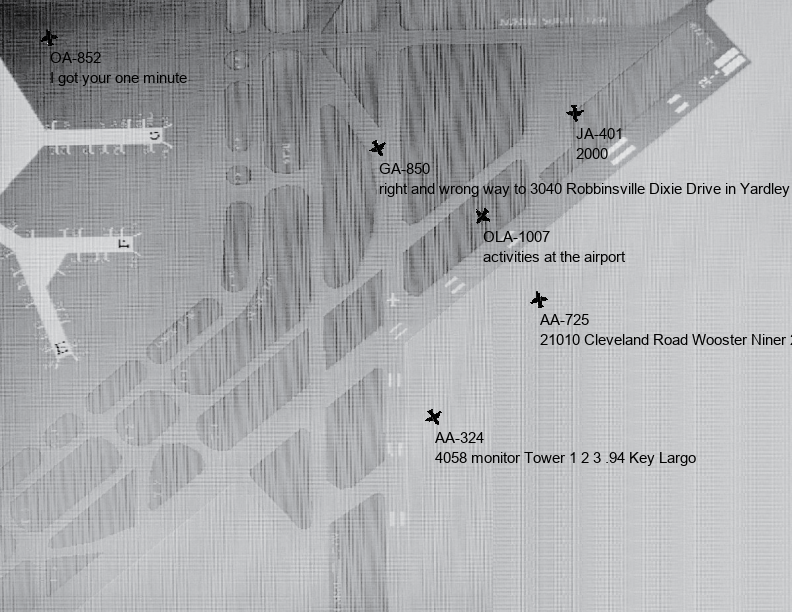 OA-852
I got your one minute
JA-401
2000
GA-850
right and wrong way to 3040 Robbinsville Dixie Drive in Yardley
OLA-1007
activities at the airport
AA-725
21010 Cleveland Road Wooster Niner
AA-324
4058 monitor Tower 1 2 3 .94 Key Largo